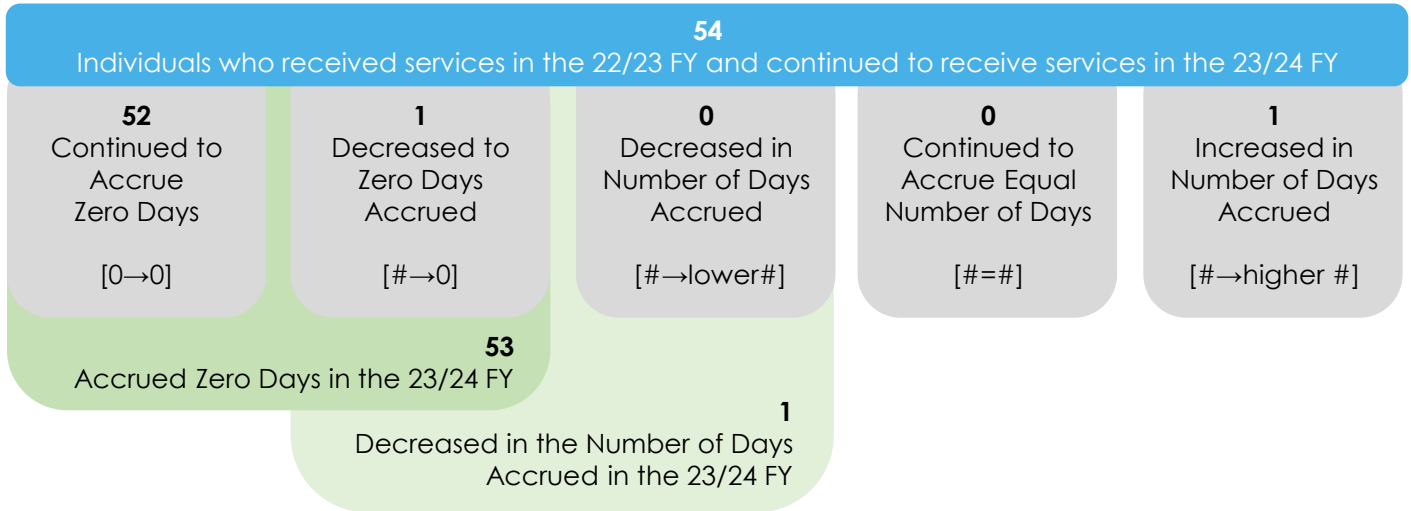 54
Individuals who received services in the 22/23 FY and continued to receive services in the 23/24 FY
52
Continued to
Accrue
Zero Days
[0→0]
1
Decreased to
Zero Days
Accrued
[#→0]
0
Decreased in
Number of Days
Accrued
[#→lower#]
0
Continued to
Accrue Equal
Number of Days
[#=#]
1
Increased in
Number of Days
Accrued
[#→higher #]
53
Accrued Zero Days in the 23/24 FY
1
Decreased in the Number of Days
Accrued in the 23/24 FY